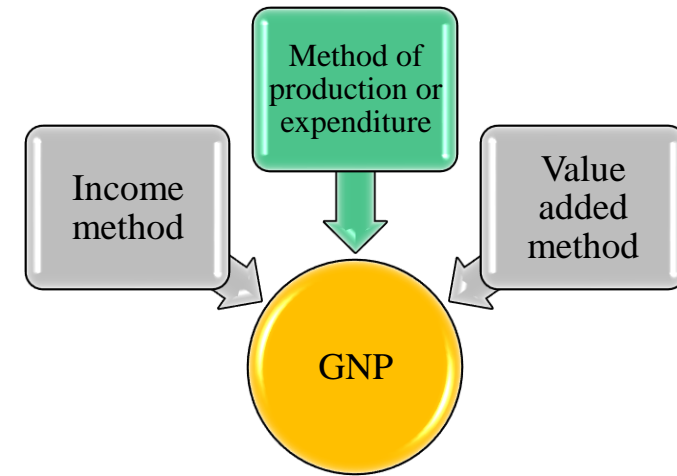 Method of
production or
expenditure
Income
method
Value
added
method
GNP